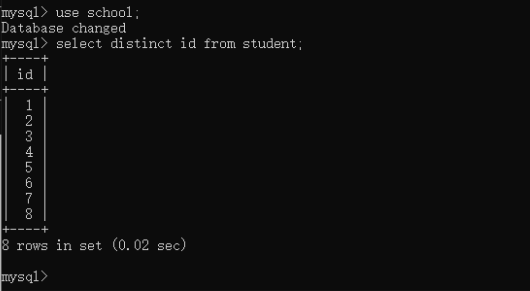 mysql> use school;
Database changed
mysql> select distinct id from student;
+----+
| id |
+----+
|  1 |
|  2 |
|  3 |
|  4 |
|  5 |
|  6 |
|  7 |
|  8 |
+----+
8 rows in set (0.02 sec)
mysql>